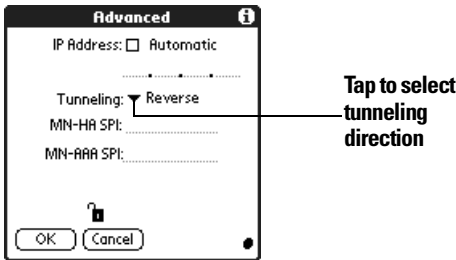 Advanced
IP Address: Automatic
Tunneling: Reverse
MN-HA SPI:
MN-AAA SPI:
OK Cancel
Tap to select
tunneling
direction